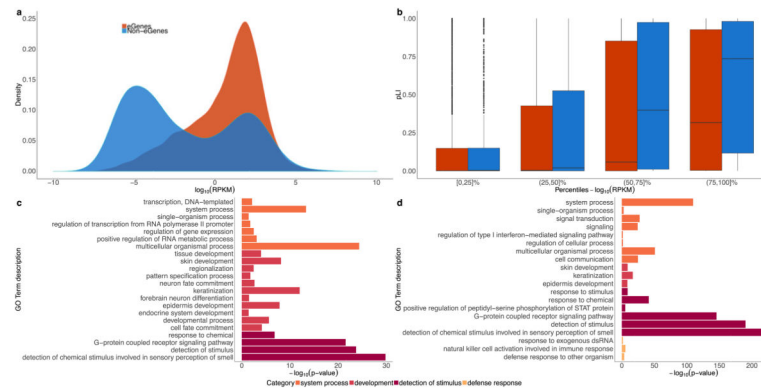 a
0.25
0.20
0.15
0.10
0.05
0.00
Density
eGenes
Non-eGenes
−10
−5
0
5
10
log10(RPKM)
b
1.00
0.75
0.50
0.25
0.00
pLI
[0,25]%
(25,50]%
(50,75]%
(75,100]%
Percentiles − log10(RPKM)
c
GO Term description
transcription, DNA−templated
system process
single−organism process
regulation of transcription from RNA polymerase II promoter
regulation of gene expression
positive regulation of RNA metabolic process
multicellular organismal process
tissue development
skin development
regionalization
pattern specification process
neuron fate commitment
keratinization
forebrain neuron differentiation
epidermis development
endocrine system development
developmental process
cell fate commitment
response to chemical
G−protein coupled receptor signaling pathway
detection of stimulus
detection of chemical stimulus involved in sensory perception of smell
0
5
10
15
20
25
30
−log10(p−value)
d
GO Term description
system process
single−organism process
signal transduction
signaling
regulation of type I interferon−mediated signaling pathway
regulation of cellular process
multicellular organismal process
cell communication
skin development
keratinization
epidermis development
response to stimulus
response to chemical
positive regulation of peptidyl−serine phosphorylation of STAT protein
G−protein coupled receptor signaling pathway
detection of stimulus
detection of chemical stimulus involved in sensory perception of smell
response to exogenous dsRNA
natural killer cell activation involved in immune response
defense response to other organism
0
50
100
150
200
−log10(p−value)
Category system process development detection of stimulus defense response